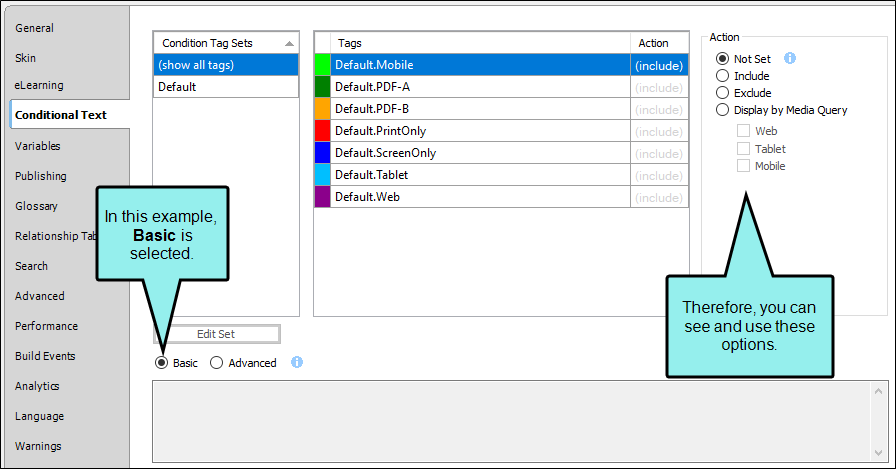 General
Skin
eLearning
Conditional Text
Variables
Publishing
Glossary
Relationship Tab
Search
Advanced
Performance
Build Events
Analytics
Language
Warnings
Condition Tag Sets
(show all tags)
Default
Tags Action
Default.Mobile (include)
Default.PDF-A (include)
Default.PDF-B (include)
Default.PrintOnly (include)
Default.ScreenOnly (include)
Default.Tablet (include)
Default.Web (include)
Action
Not Set
Include
Exclude
Display by Media Query
Web
Tablet
Mobile
In this example,
Basic is
selected.
Therefore, you can
see and use these
options.
Edit Set
Basic Advanced